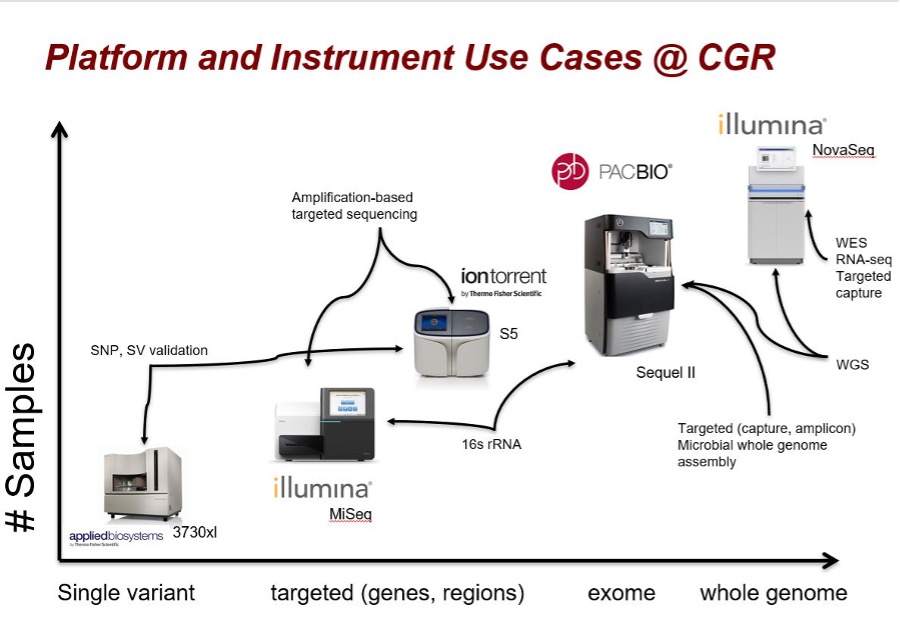 Platform and Instrument Use Cases @ CGR
illumına®
NovaSeq
PACBIO®
Amplification-based
targeted sequencing
WES
RNA-seq
Targeted
capture
iontorrent
by Thermo Fisher Scientific
S5
SNP, SV validation
WGS
Sequel II
Targeted (capture, amplicon)
Microbial whole genome
assembly
16s rRNA
illumına®
MiSeq
3730xl
appliedbiosystems
by Thermo Fisher Scientific
# Samples
Single variant
targeted (genes, regions)
exome
whole genome